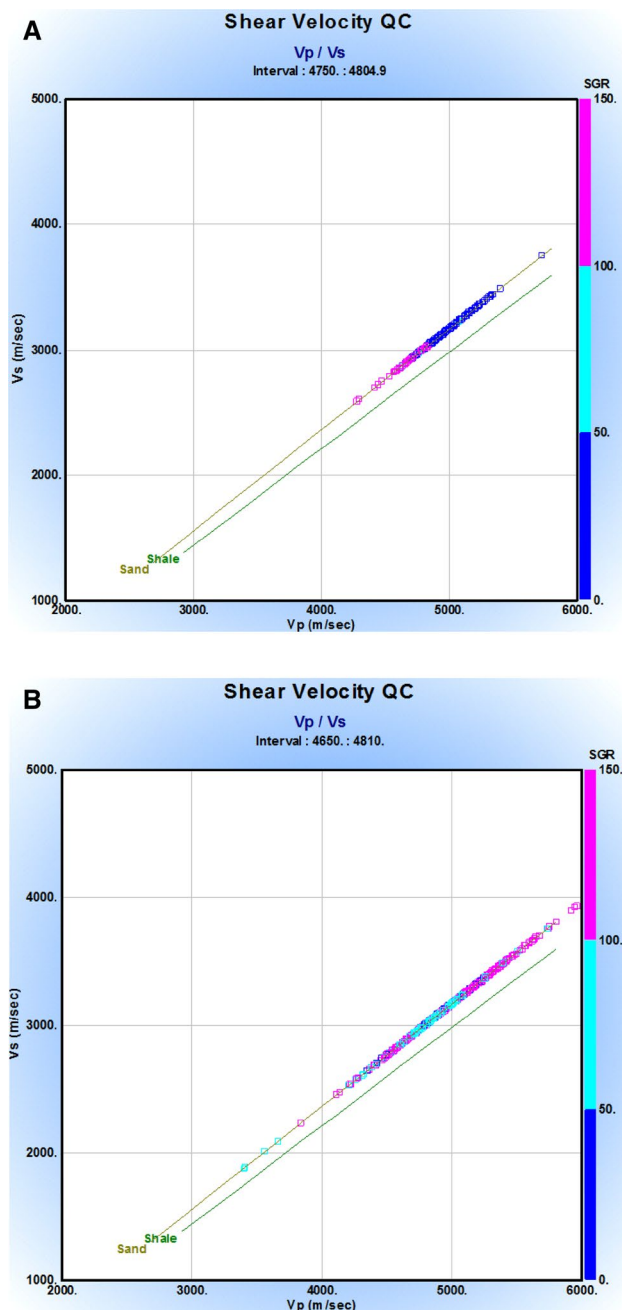 A
Shear Velocity QC
Vp / Vs
Interval : 4750. : 4804.9
SGR
5000.
150.
4000.
100.
Vs (m/sec)
3000.
50.
2000.
Shale
Sand
1000.
0.
2000.
3000.
4000.
5000.
6000.
Vp (m/sec)
B
Shear Velocity QC
Vp / Vs
Interval : 4650. : 4810.
SGR
5000.
150.
4000.
100.
Vs (m/sec)
3000.
50.
2000.
Shale
Sand
1000.
0.
2000.
3000.
4000.
5000.
6000.
Vp (m/sec)